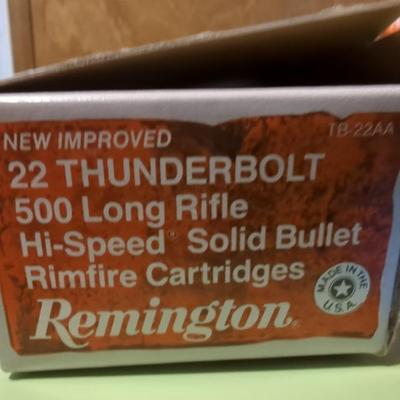 NEW IMPROVED
TB-22AA
22 THUNDERBOLT
500 Long Rifle
Hi-Speed® Solid Bullet
Rimfire Cartridges
MADE IN THE
U.S.A.
Remington®